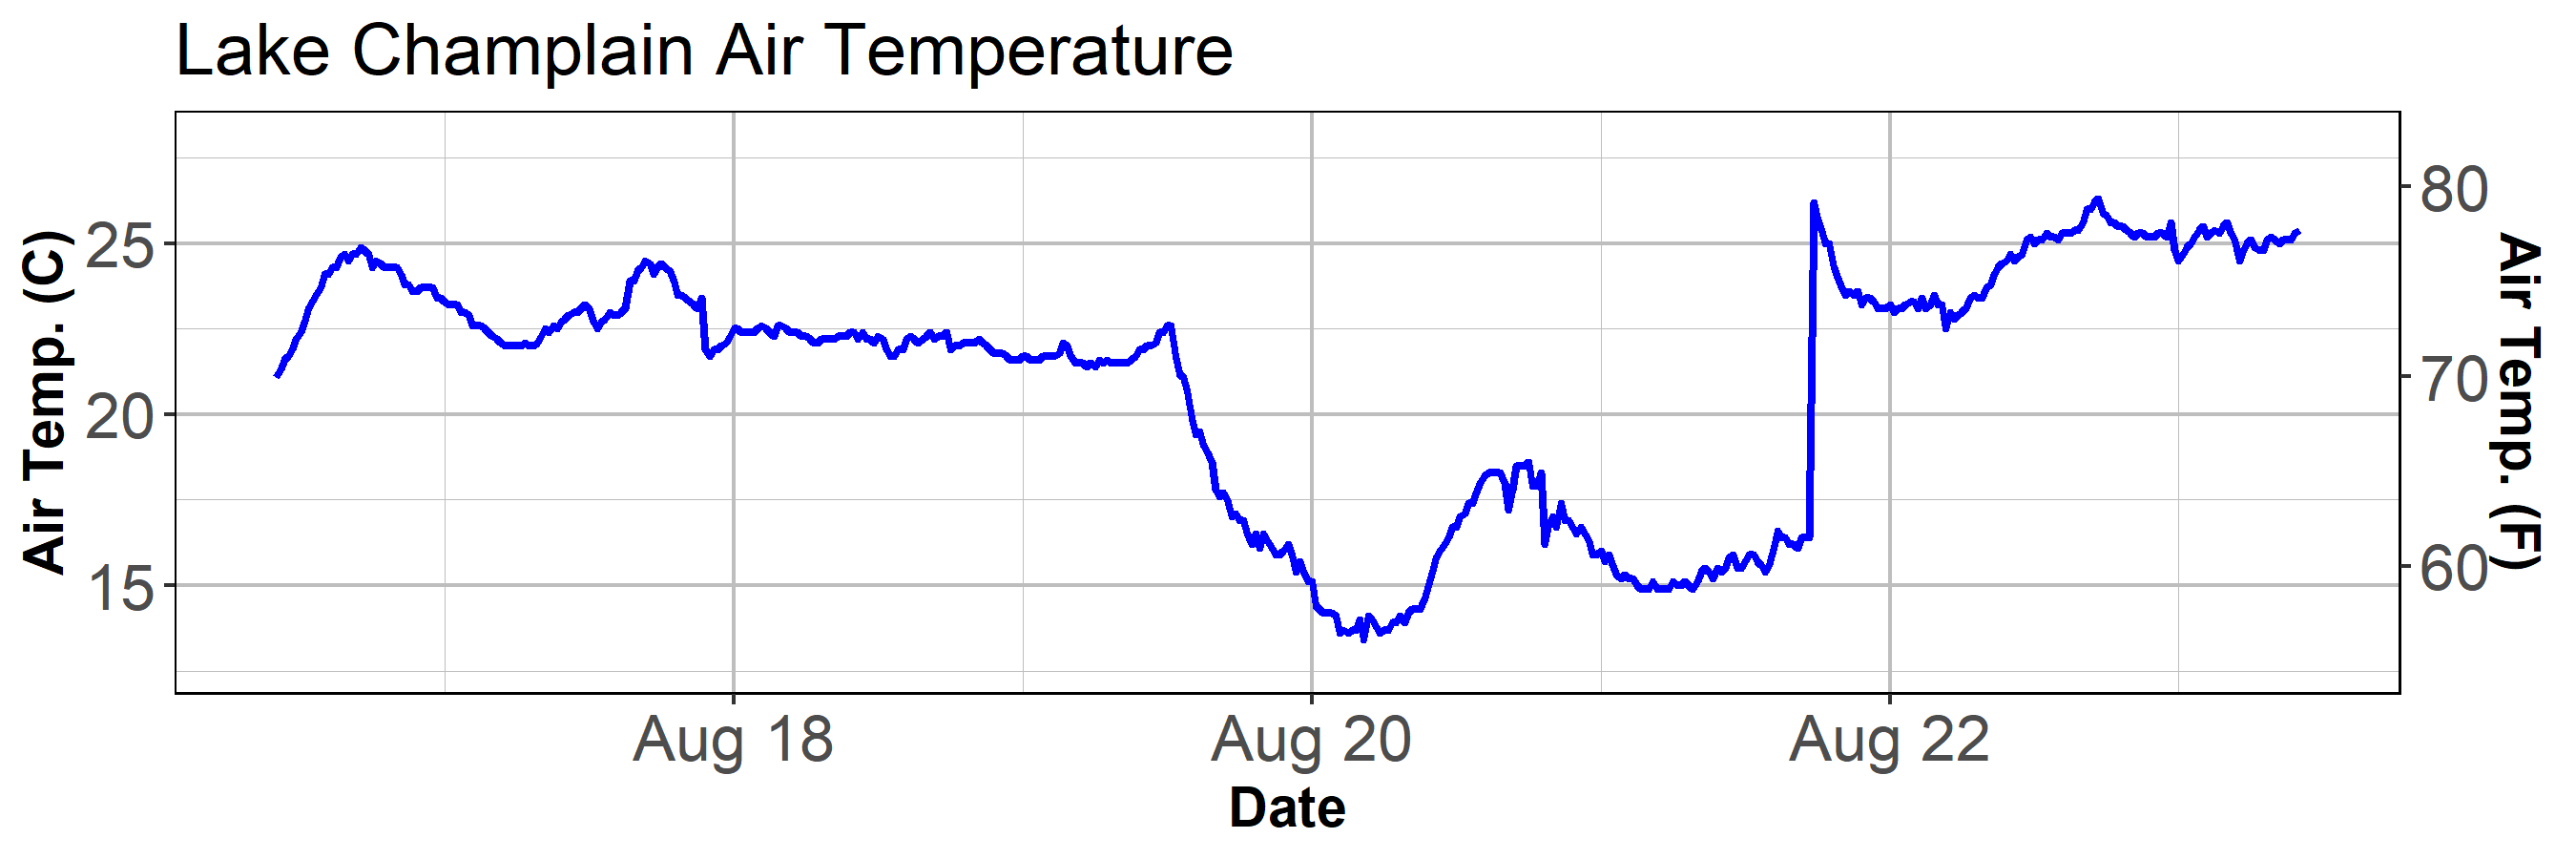 Lake Champlain Air Temperature
Air Temp. (C)
25
20
15
80
70
60
Air Temp. (F)
Aug 18
Aug 20
Aug 22
Date